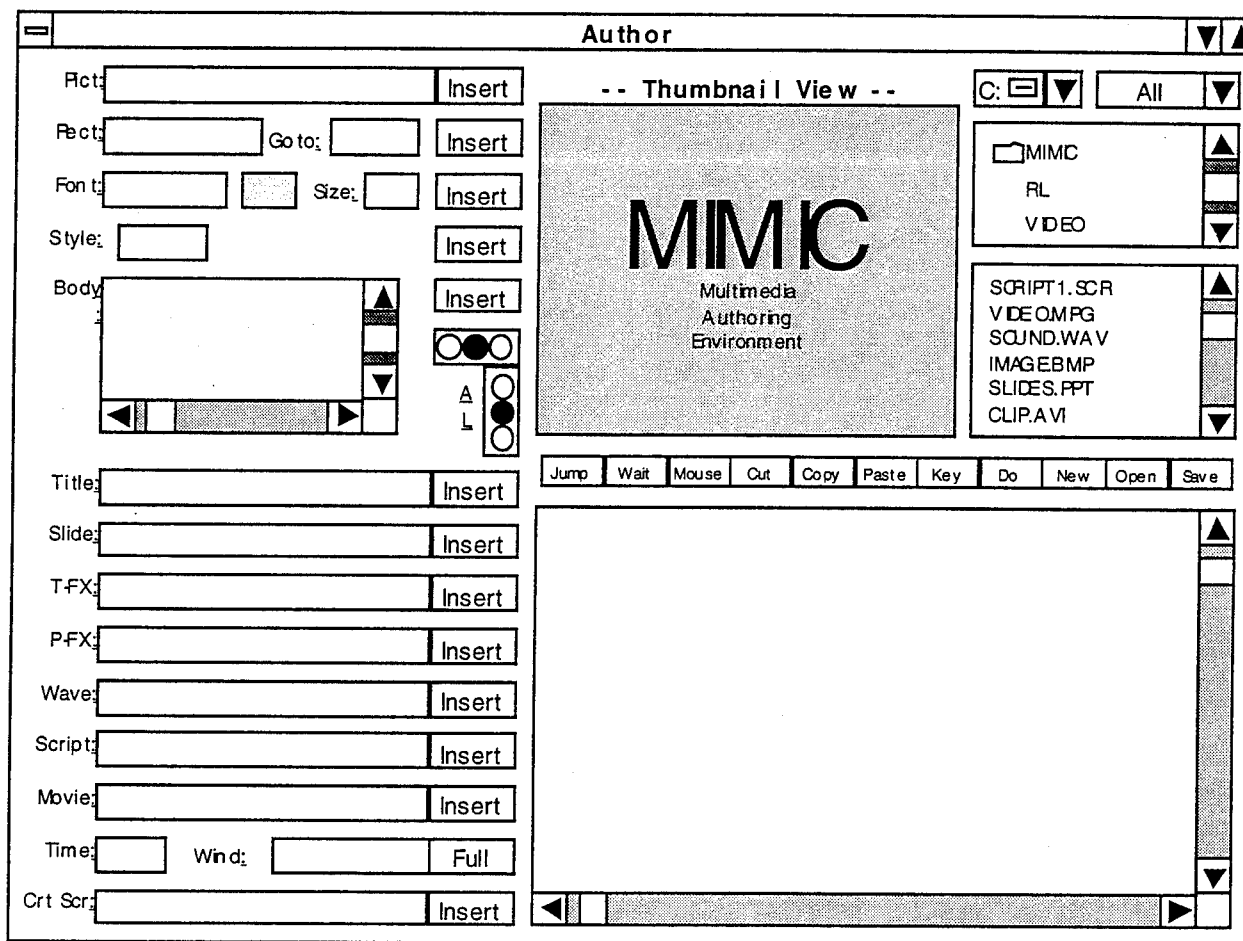 Author
Pict: Insert
Rect: Goto: Insert
Font: Size: Insert
Style: Insert
Body: Insert
A
L
Title: Insert
Slide: Insert
T-FX: Insert
P-FX: Insert
Wave: Insert
Script: Insert
Movie: Insert
Time: Wind: Full
Crt Scr: Insert
-- Thumbnail View --
MIMIC
Multimedia
Authoring
Environment
C: All
MIMIC
RL
VIDEO
SCRIPT1.SCR
VIDEO.MPG
SOUND.WAV
IMAGE.BMP
SLIDES.PPT
CLIP.AVI
Jump Wait Mouse Cut Copy Paste Key Do New Open Save